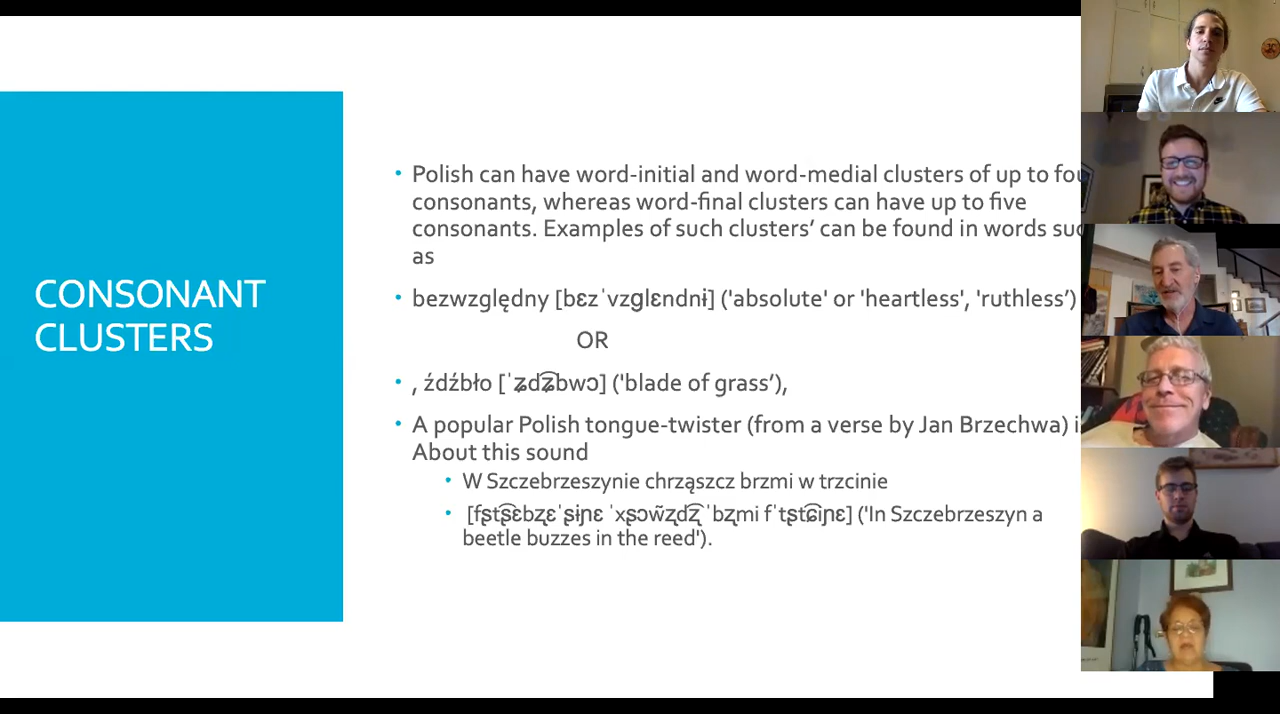 CONSONANT
CLUSTERS
• Polish can have word-initial and word-medial clusters of up to
consonants, whereas word-final clusters can have up to five
consonants. Examples of such clusters’ can be found in words
as
• bezwzględny [bɛzˈvzɡlɛndnɨ] ('absolute' or 'heartless', 'ruthless’)
OR
• , źdźbło [ˈʑd͡ʑbwɔ] ('blade of grass’),
• A popular Polish tongue-twister (from a verse by Jan Brzechwa)
About this sound
• W Szczebrzeszynie chrząszcz brzmi w trzcinie
• [fʂt͡ʂɛbʐɛˈʂɨɲɛ ˈxʂɔw̃ʐd͡ʐ ˈbʐmi fˈtʂt͡ɕiɲɛ] ('In Szczebrzeszyn a
beetle buzzes in the reed').